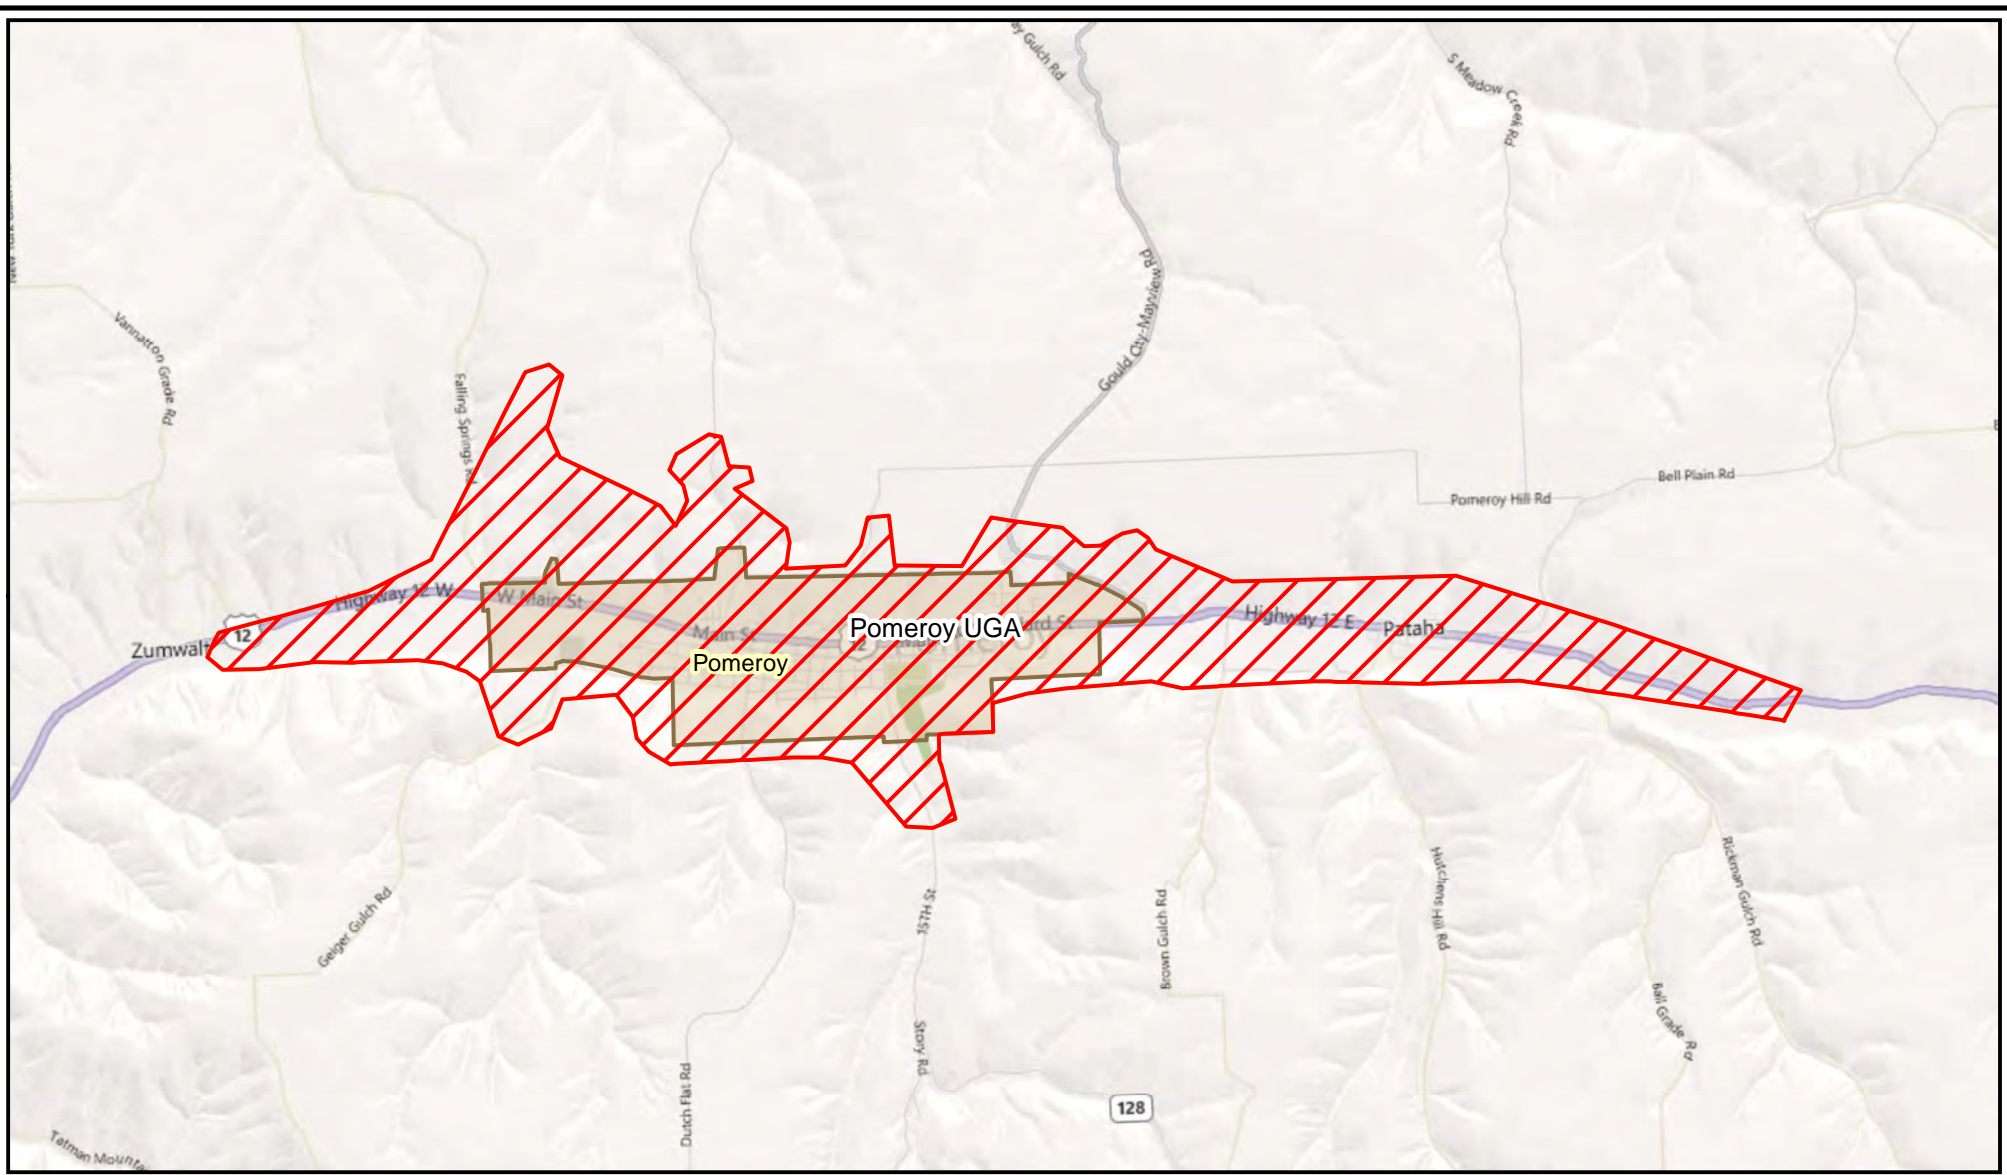 ay Gulch Rd
S Meadow Creek Rd
Vannatton Grade Rd
Gould City-Mayview Rd
Falling Springs Rd
Bell Plain Rd
Pomeroy Hill Rd
Highway 12 W
W Main St
12
Zumwalt
Main St
Pomeroy UGA
Highway 12 E
Pataha
Pomeroy
Geiger Gulch Rd
15TH St
Brown Gulch Rd
Hutchens Hill Rd
Rickman Gulch Rd
Ball Grade Rd
Story Rd
Dutch Flat Rd
128
Tatman Mounta